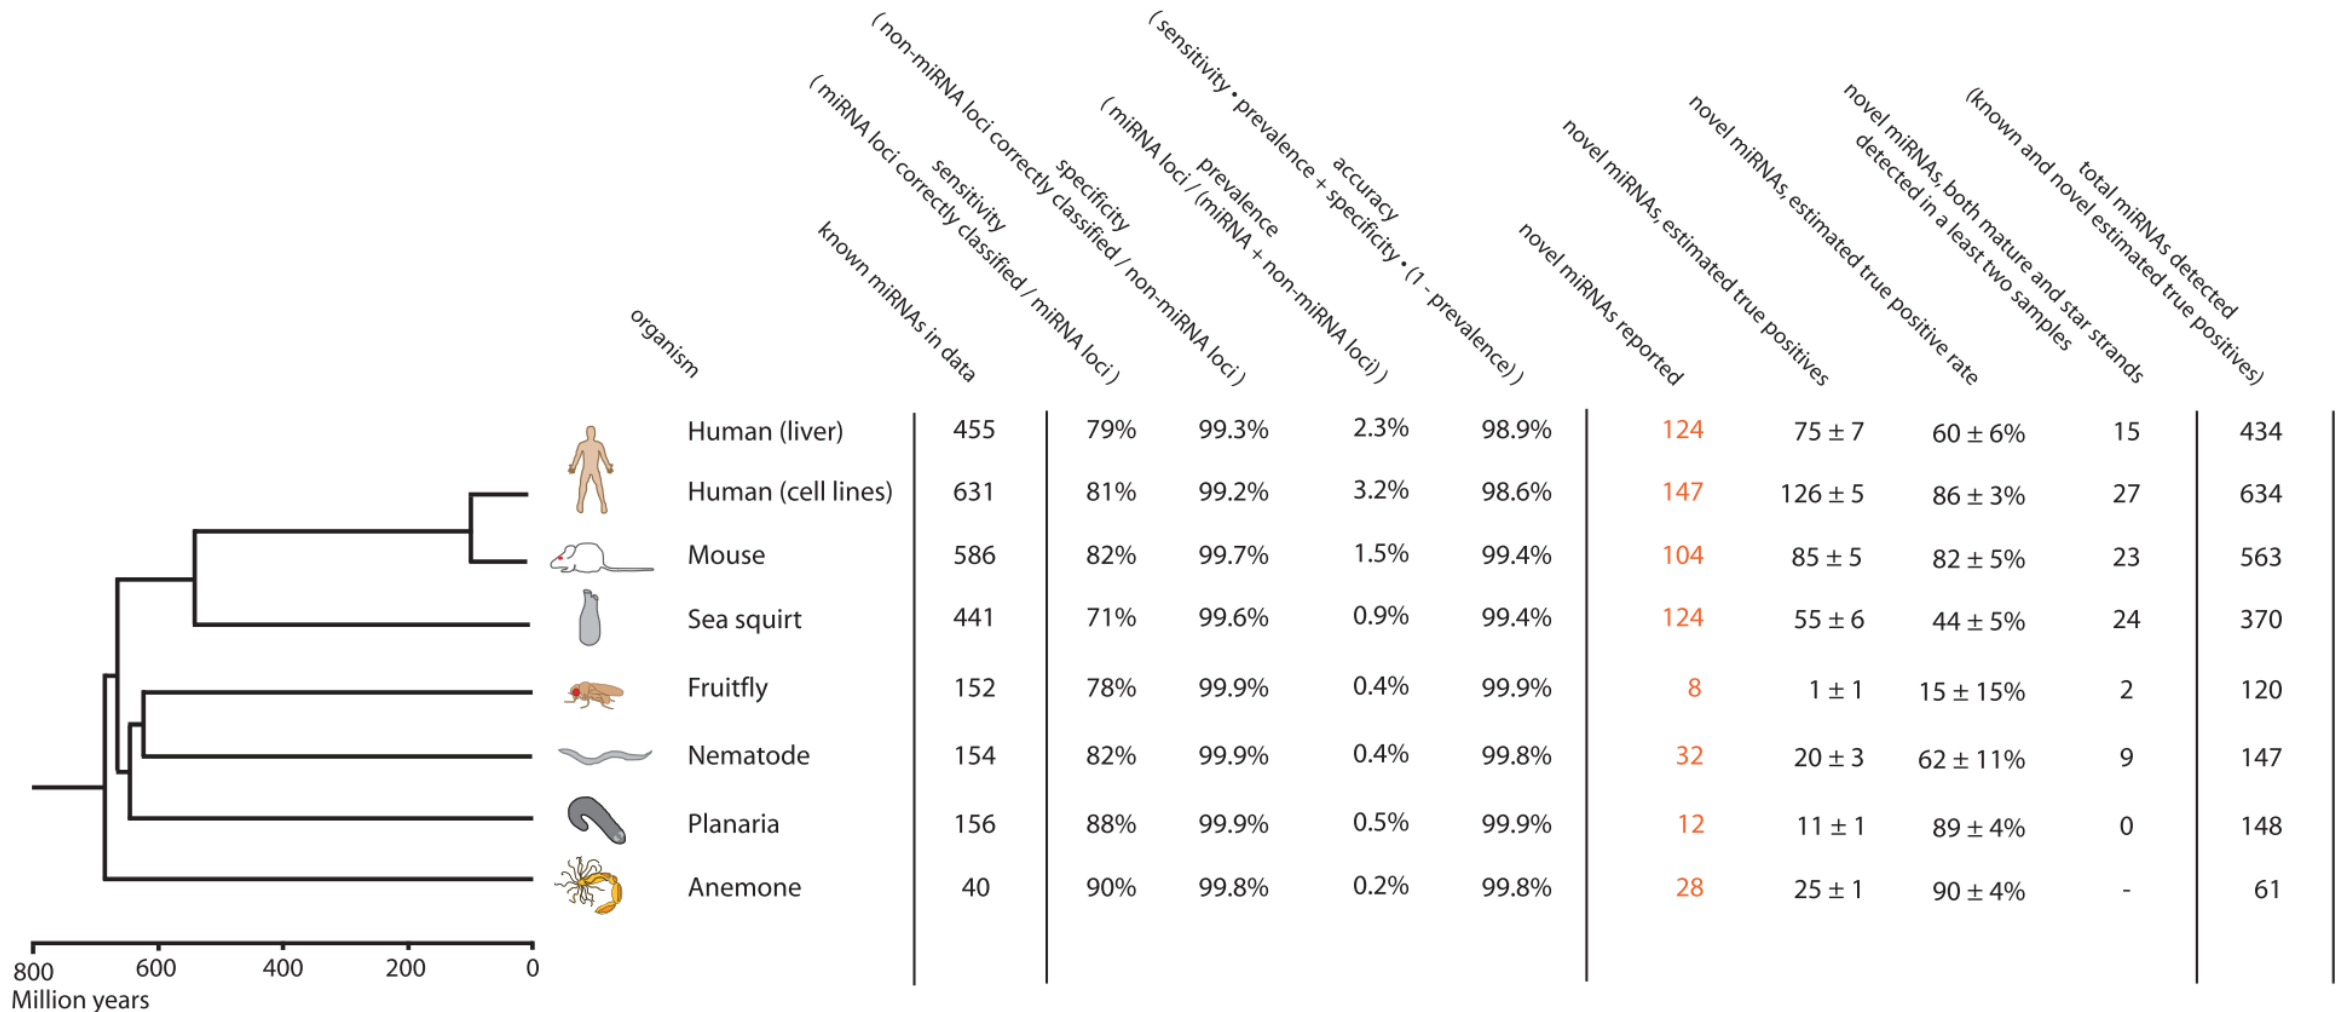 organism
known miRNAs in data
sensitivity
( miRNA loci correctly classified / miRNA loci )
specificity
( non-miRNA loci correctly classified / non-miRNA loci )
prevalence
( miRNA loci / (miRNA + non-miRNA loci) )
accuracy
( sensitivity • prevalence + specificity • (1 - prevalence) )
novel miRNAs reported
novel miRNAs, estimated true positives
novel miRNAs, estimated true positive rate
novel miRNAs, both mature and star strands
detected in a least two samples
total miRNAs detected
(known and novel estimated true positives)
Human (liver) 455 79% 99.3% 2.3% 98.9% 124 75 ± 7 60 ± 6% 15 434
Human (cell lines) 631 81% 99.2% 3.2% 98.6% 147 126 ± 5 86 ± 3% 27 634
Mouse 586 82% 99.7% 1.5% 99.4% 104 85 ± 5 82 ± 5% 23 563
Sea squirt 441 71% 99.6% 0.9% 99.4% 124 55 ± 6 44 ± 5% 24 370
Fruitfly 152 78% 99.9% 0.4% 99.9% 8 1 ± 1 15 ± 15% 2 120
Nematode 154 82% 99.9% 0.4% 99.8% 32 20 ± 3 62 ± 11% 9 147
Planaria 156 88% 99.9% 0.5% 99.9% 12 11 ± 1 89 ± 4% 0 148
Anemone 40 90% 99.8% 0.2% 99.8% 28 25 ± 1 90 ± 4% - 61
800 600 400 200 0
Million years